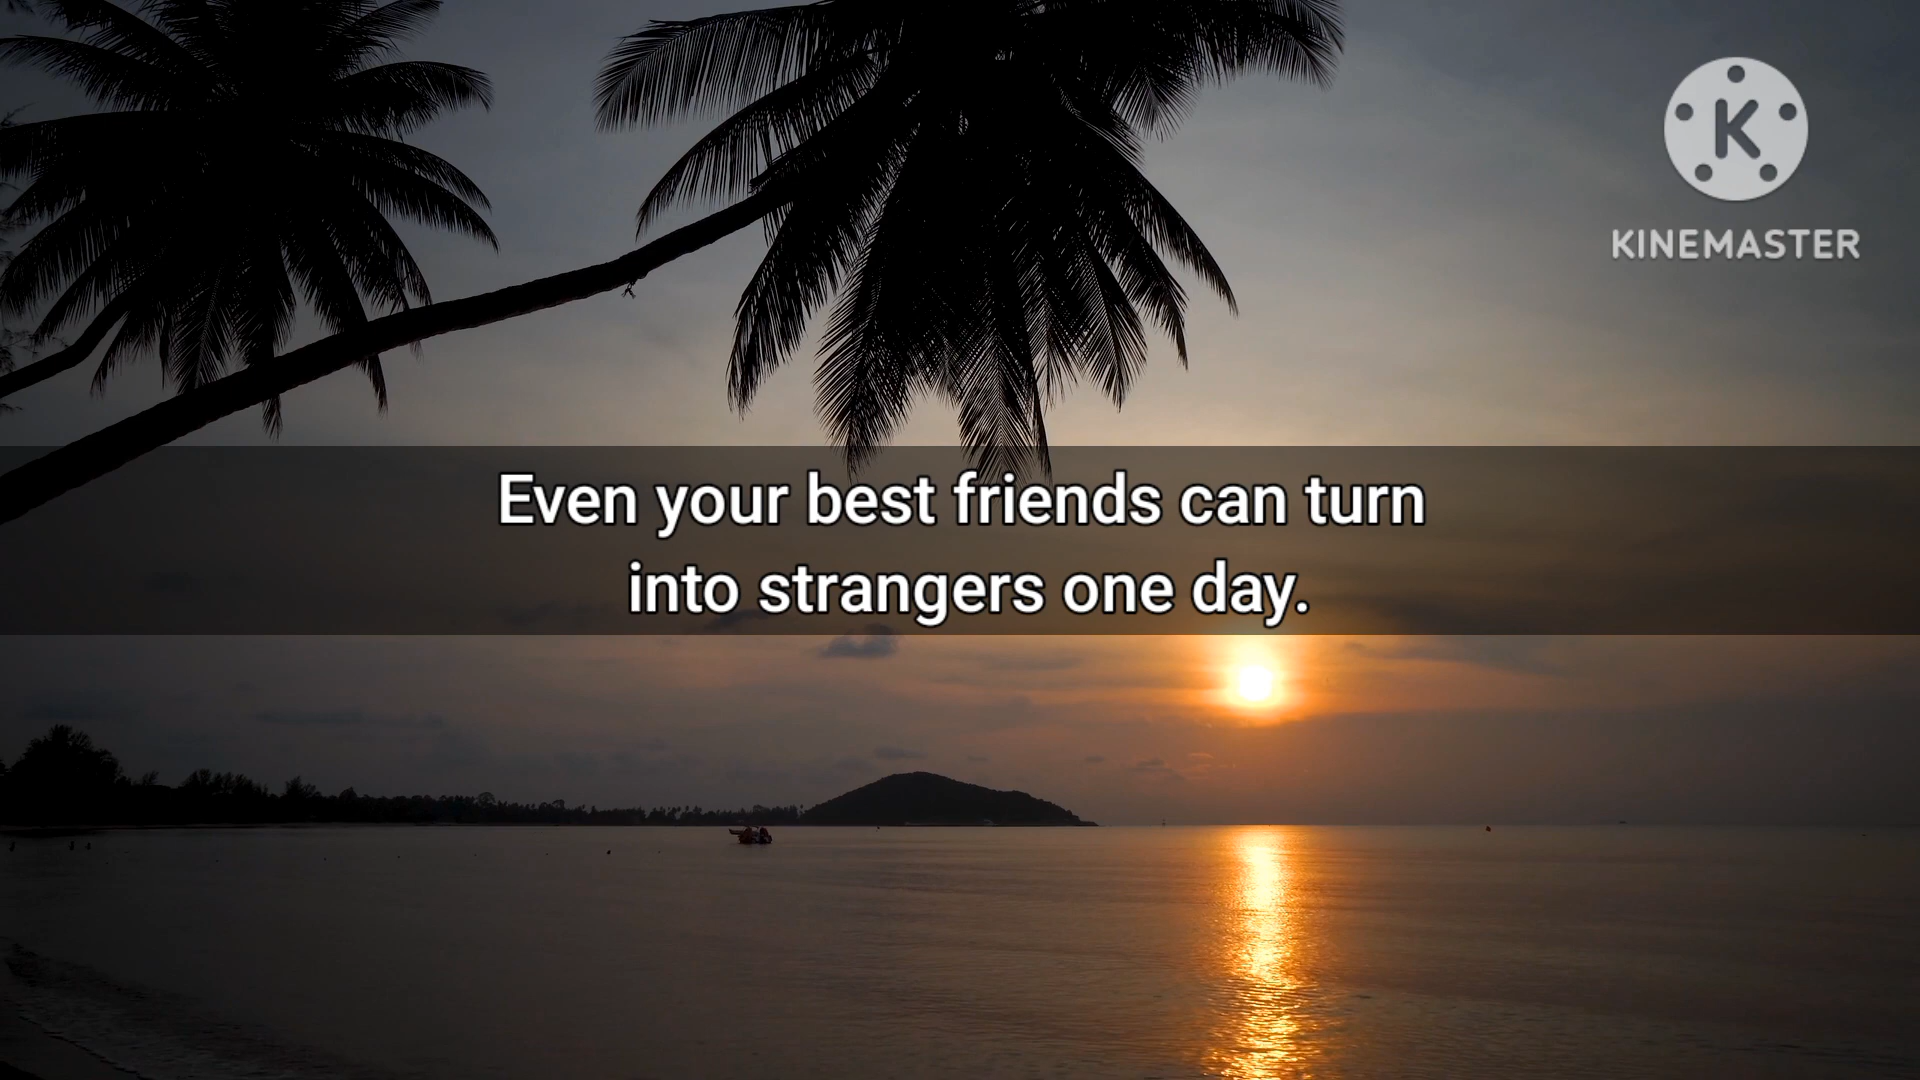 K
KINEMASTER
Even your best friends can turn
into strangers one day.